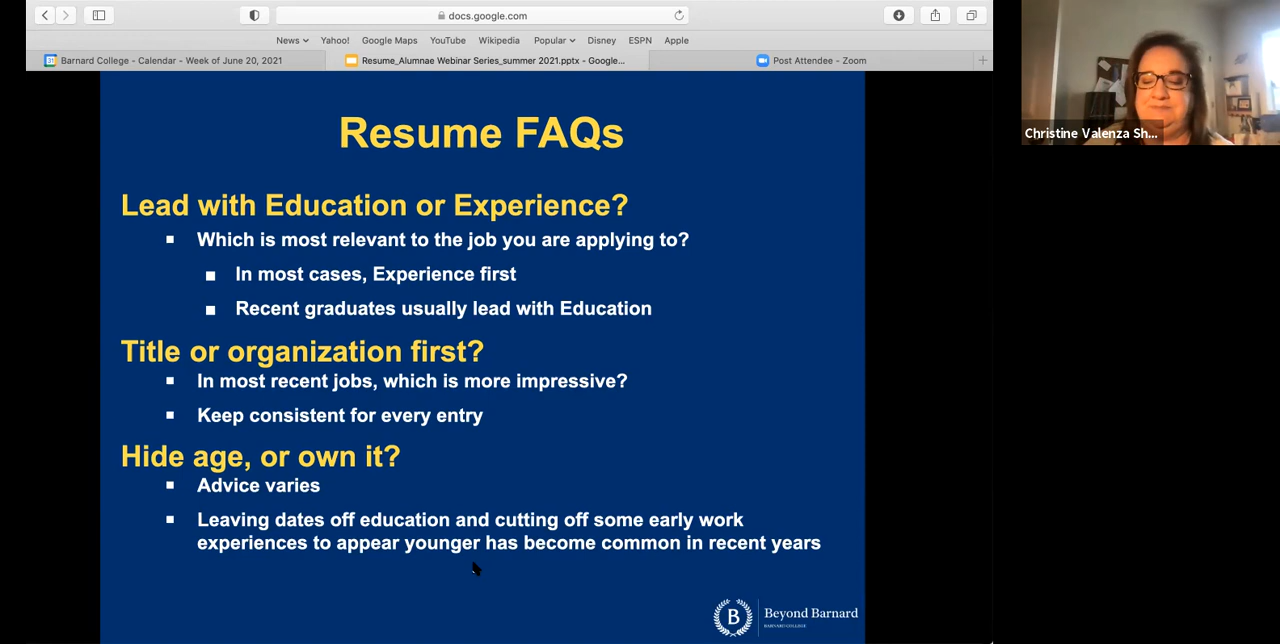 docs.google.com
News
Yahoo!
Google Maps
YouTube
Wikipedia
Popular
Disney
ESPN
Apple
Barnard College - Calendar - Week of June 20, 2021
Resume_Alumnae Webinar Series_summer 2021.pptx - Google...
Post Attendee - Zoom
Christine Valenza Sh...
Resume FAQs
Lead with Education or Experience?
Which is most relevant to the job you are applying to?
In most cases, Experience first
Recent graduates usually lead with Education
Title or organization first?
In most recent jobs, which is more impressive?
Keep consistent for every entry
Hide age, or own it?
Advice varies
Leaving dates off education and cutting off some early work
experiences to appear younger has become common in recent years
B
Beyond Barnard
BARNARD COLLEGE